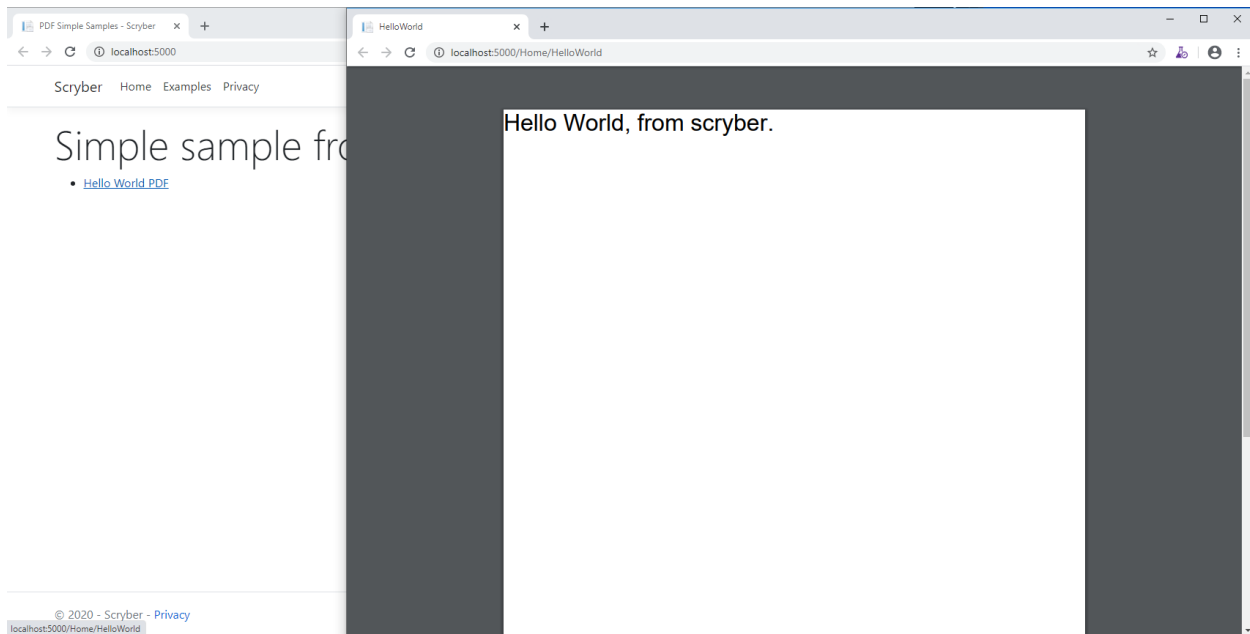 PDF Simple Samples - Scryber
localhost:5000
Scryber Home Examples Privacy
Simple sample fro
Hello World PDF
© 2020 - Scryber - Privacy
localhost:5000/Home/HelloWorld
HelloWorld
localhost:5000/Home/HelloWorld
Hello World, from scryber.